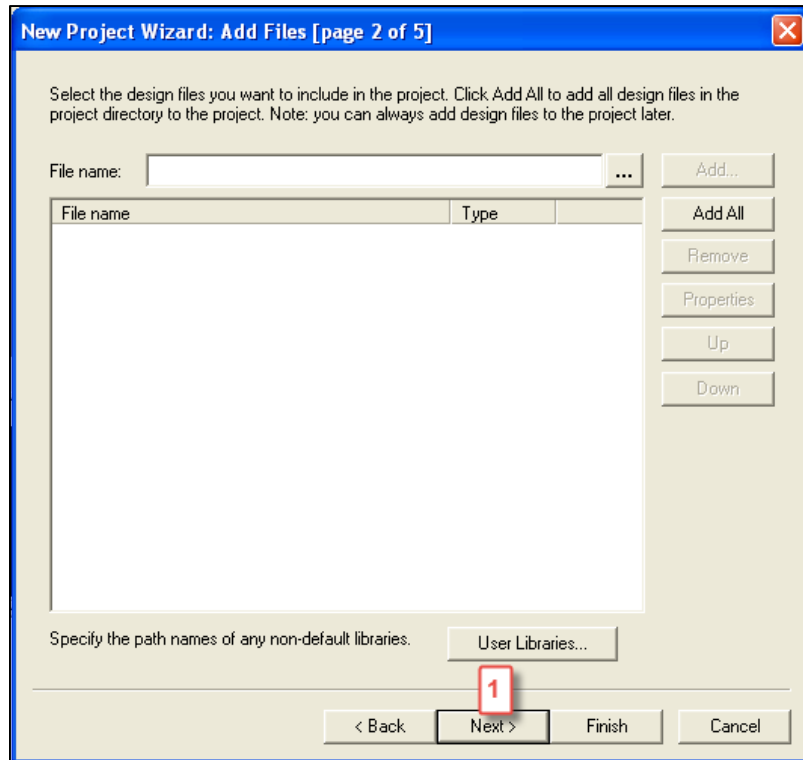 New Project Wizard: Add Files [page 2 of 5]
Select the design files you want to include in the project. Click Add All to add all design files in the
project directory to the project. Note: you can always add design files to the project later.
File name: ... Add...
File name Type Add All
Remove
Properties
Up
Down
Specify the path names of any non-default libraries. User Libraries...
1
< Back Next > Finish Cancel